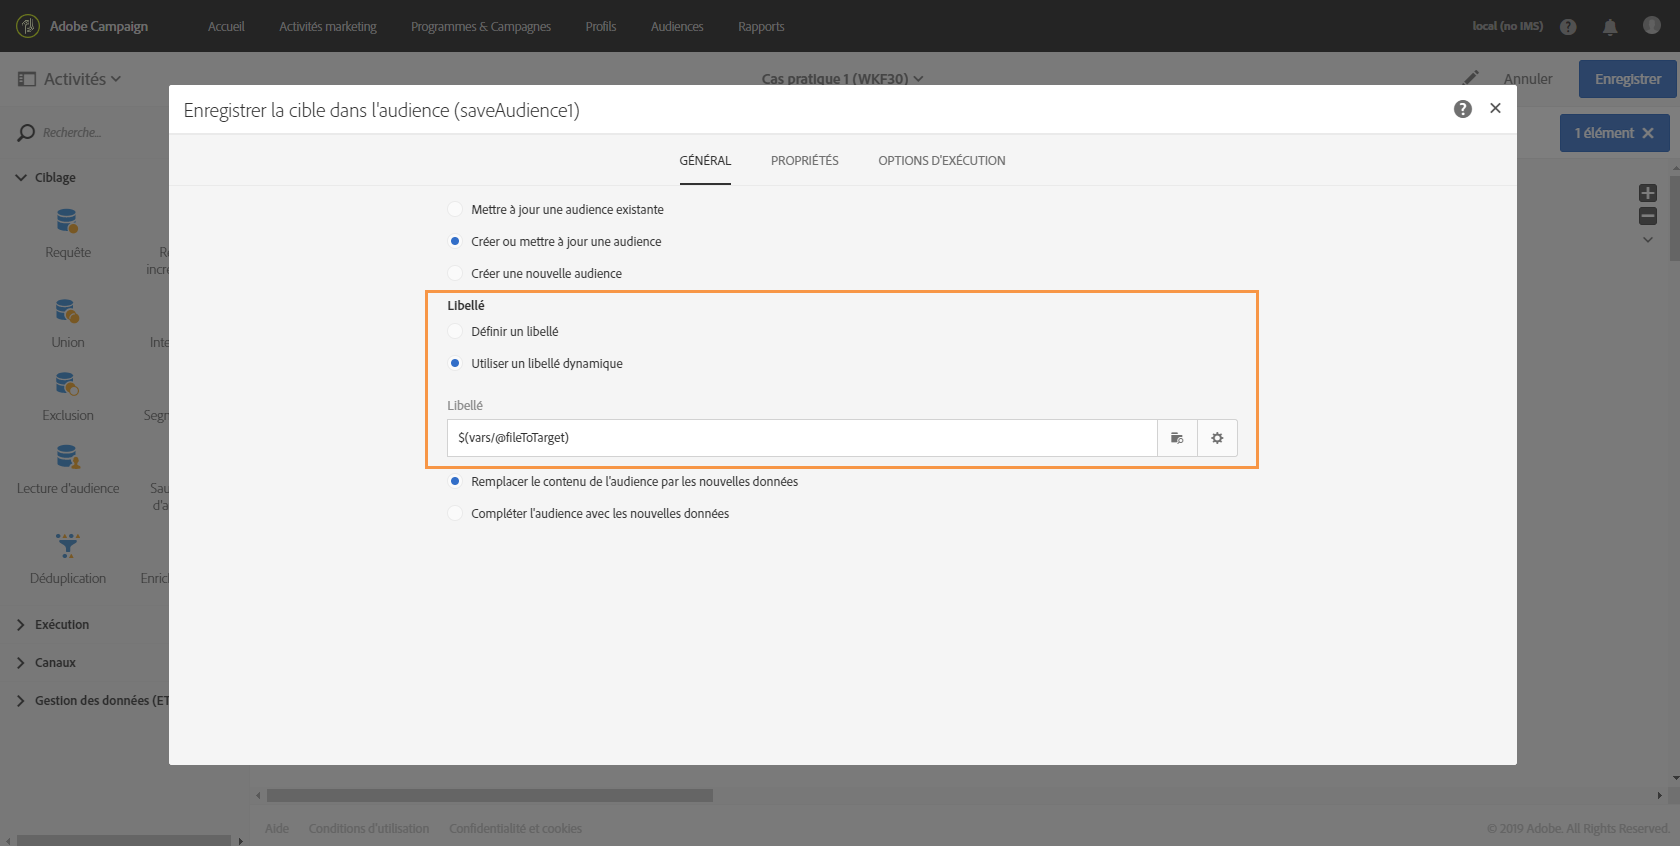 Adobe Campaign
Accueil
Activités marketing
Programmes & Campagnes
Profils
Audiences
Rapports
local (no IMS)
Activités
Cas pratique 1 (WKF30)
Annuler
Enregistrer
Enregistrer la cible dans l'audience (saveAudience1)
Recherche...
1 élément
GÉNÉRAL
PROPRIÉTÉS
OPTIONS D'EXÉCUTION
Ciblage
Mettre à jour une audience existante
Créer ou mettre à jour une audience
Créer une nouvelle audience
Requête
incre
Libellé
Définir un libellé
Utiliser un libellé dynamique
Union
Inte
Libellé
$(vars/@fileToTarget)
Exclusion
Segm
Remplacer le contenu de l'audience par les nouvelles données
Compléter l'audience avec les nouvelles données
Lecture d'audience
Sau
d'a
Déduplication
Enrich
Exécution
Canaux
Gestion des données (ET
Aide
Conditions d'utilisation
Confidentialité et cookies
© 2019 Adobe. All Rights Reserved.